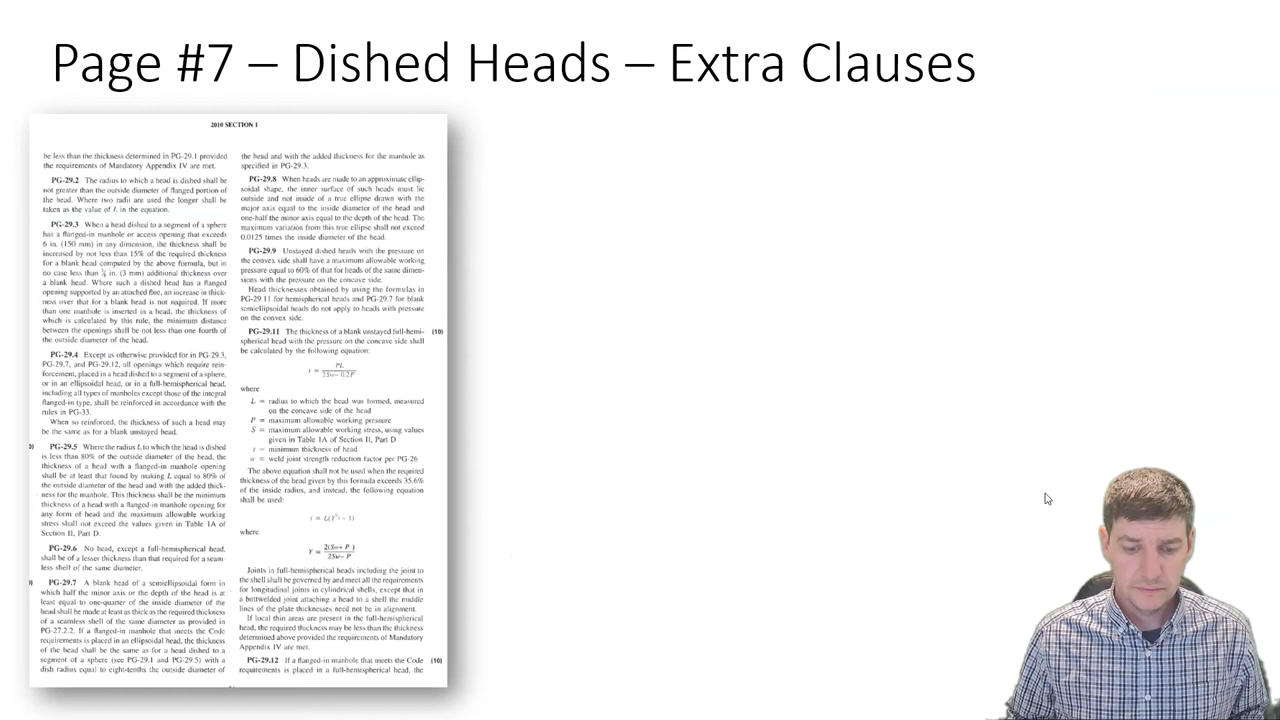 Page #7 – Dished Heads – Extra Clauses
2010 SECTION I
be less than the thickness determined in PG-29.1 provided
the requirements of Mandatory Appendix IV are met.
PG-29.2 The radius to which a head is dished shall be
not greater than the outside diameter of flanged portion of
the head. Where two radii are used the longer shall be
taken as the value of L in the equation.
PG-29.3 When a head dished to a segment of a sphere
has a flanged-in manhole or access opening that exceeds
6 in. (150 mm) in any dimension, the thickness shall be
increased by not less than 15% of the required thickness
for a blank head computed by the above formula, but in
no case less than 1/8 in. (3 mm) additional thickness over
a blank head. Where such a dished head has a flanged
opening supported by an attached flue, an increase in thick-
ness over that for a blank head is not required. If more
than one manhole is inserted in a head, the thickness of
which is calculated by this rule, the minimum distance
between the openings shall be not less than one-fourth of
the outside diameter of the head.
PG-29.4 Except as otherwise provided for in PG-29.3,
PG-29.7, and PG-29.12, all openings which require rein-
forcement, placed in a head dished to a segment of a sphere,
or in an ellipsoidal head, or in a full-hemispherical head,
including all types of manholes except those of the integral
flanged-in type, shall be reinforced in accordance with the
rules in PG-33.
When so reinforced, the thickness of such a head may
be the same as for a blank unstayed head.
PG-29.5 Where the radius L to which the head is dished
is less than 80% of the outside diameter of the head, the
thickness of a head with a flanged-in manhole opening
shall be at least that found by making L equal to 80% of
the outside diameter of the head and with the added thick-
ness for the manhole. This thickness shall be the minimum
thickness of a head with a flanged-in manhole opening for
any form of head and the maximum allowable working
stress shall not exceed the values given in Table 1A of
Section II, Part D.
PG-29.6 No head, except a full-hemispherical head,
shall be of a lesser thickness than that required for a seam-
less shell of the same diameter.
PG-29.7 A blank head of a semiellipsoidal form in
which half the minor axis or the depth of the head is at
least equal to one-quarter of the inside diameter of the
head shall be made at least as thick as the required thickness
of a seamless shell of the same diameter as provided in
PG-27.2.2. If a flanged-in manhole that meets the Code
requirements is placed in an ellipsoidal head, the thickness
of the head shall be the same as for a head dished to a
segment of a sphere (see PG-29.1 and PG-29.5) with a
dish radius equal to eight-tenths the outside diameter of
the head and with the added thickness for the manhole as
specified in PG-29.3.
PG-29.8 When heads are made to an approximate ellip-
soidal shape, the inner surface of such heads must lie
outside and not inside of a true ellipse drawn with the
major axis equal to the inside diameter of the head and
one-half the minor axis equal to the depth of the head. The
maximum variation from this true ellipse shall not exceed
0.0125 times the inside diameter of the head.
PG-29.9 Unstayed dished heads with the pressure on
the convex side shall have a maximum allowable working
pressure equal to 60% of that for heads of the same dimen-
sions with the pressure on the concave side.
Head thicknesses obtained by using the formulas in
PG-29.11 for hemispherical heads and PG-29.7 for blank
semiellipsoidal heads do not apply to heads with pressure
on the convex side.
PG-29.11 The thickness of a blank unstayed full-hemi- (10)
spherical head with the pressure on the concave side shall
be calculated by the following equation:
t = PL / 2Sw − 0.2P
where
L = radius to which the head was formed, measured
on the concave side of the head
P = maximum allowable working pressure
S = maximum allowable working stress, using values
given in Table 1A of Section II, Part D
t = minimum thickness of head
w = weld joint strength reduction factor per PG-26
The above equation shall not be used when the required
thickness of the head given by this formula exceeds 35.6%
of the inside radius, and instead, the following equation
shall be used:
t = L(Y^1/3 − 1)
where
Y = 2(Sw + P) / 2Sw − P
Joints in full-hemispherical heads including the joint to
the shell shall be governed by and meet all the requirements
for longitudinal joints in cylindrical shells, except that in
a buttwelded joint attaching a head to a shell the middle
lines of the plate thicknesses need not be in alignment.
If local thin areas are present in the full-hemispherical
head, the required thickness may be less than the thickness
determined above provided the requirements of Mandatory
Appendix IV are met.
PG-29.12 If a flanged-in manhole that meets the Code (10)
requirements is placed in a full-hemispherical head, the